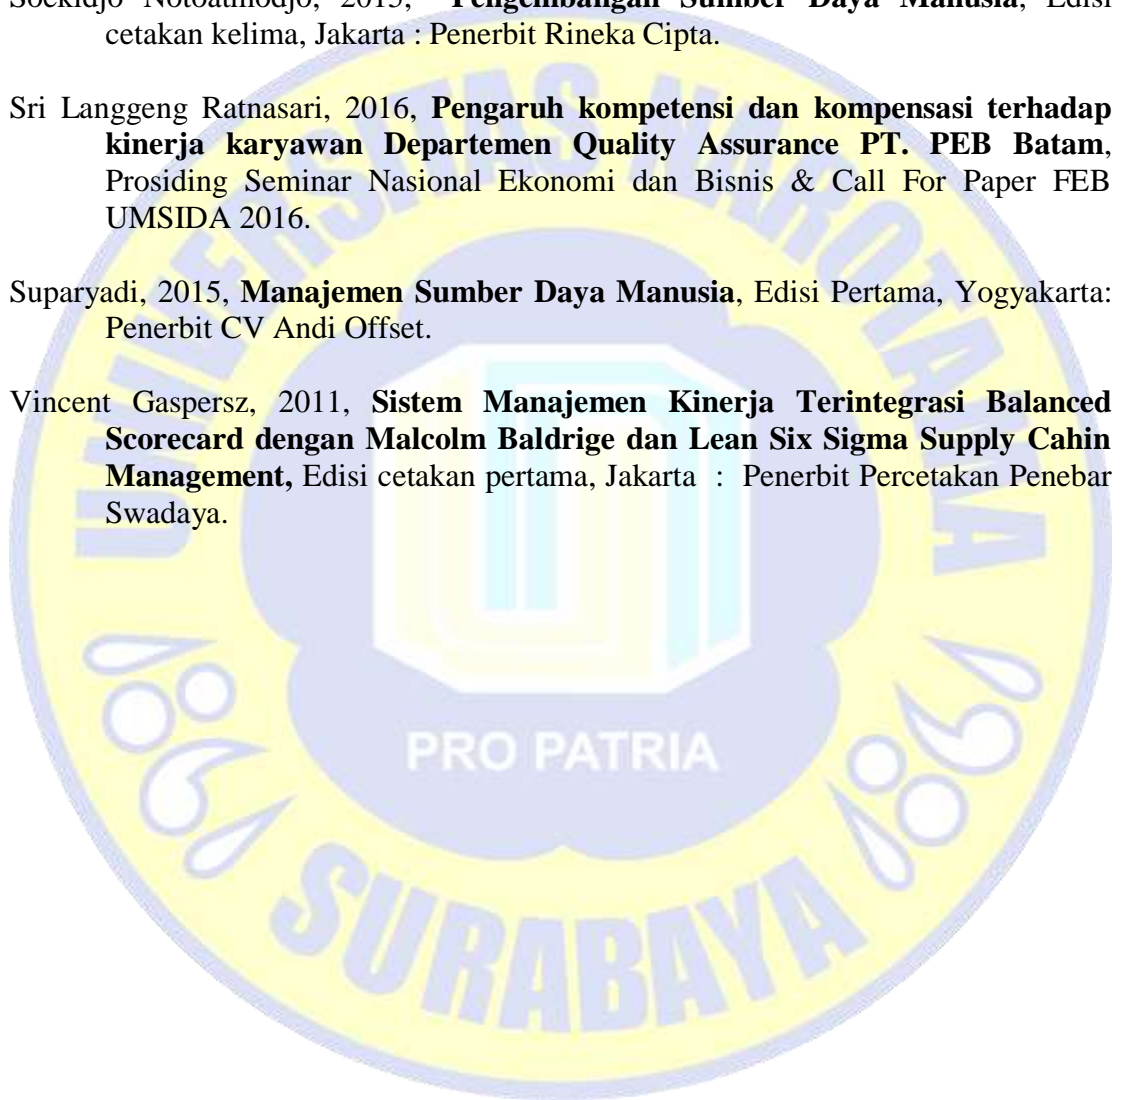 cetakan kelima, Jakarta : Penerbit Rineka Cipta.
Sri Langgeng Ratnasari, 2016, Pengaruh kompetensi dan kompensasi terhadap
kinerja karyawan Departemen Quality Assurance PT. PEB Batam,
Prosiding Seminar Nasional Ekonomi dan Bisnis & Call For Paper FEB
UMSIDA 2016.
Suparyadi, 2015, Manajemen Sumber Daya Manusia, Edisi Pertama, Yogyakarta:
Penerbit CV Andi Offset.
Vincent Gaspersz, 2011, Sistem Manajemen Kinerja Terintegrasi Balanced
Scorecard dengan Malcolm Baldrige dan Lean Six Sigma Supply Cahin
Management, Edisi cetakan pertama, Jakarta : Penerbit Percetakan Penebar
Swadaya.
UNIVERSITAS NAROTAMA
PRO PATRIA
SURABAYA